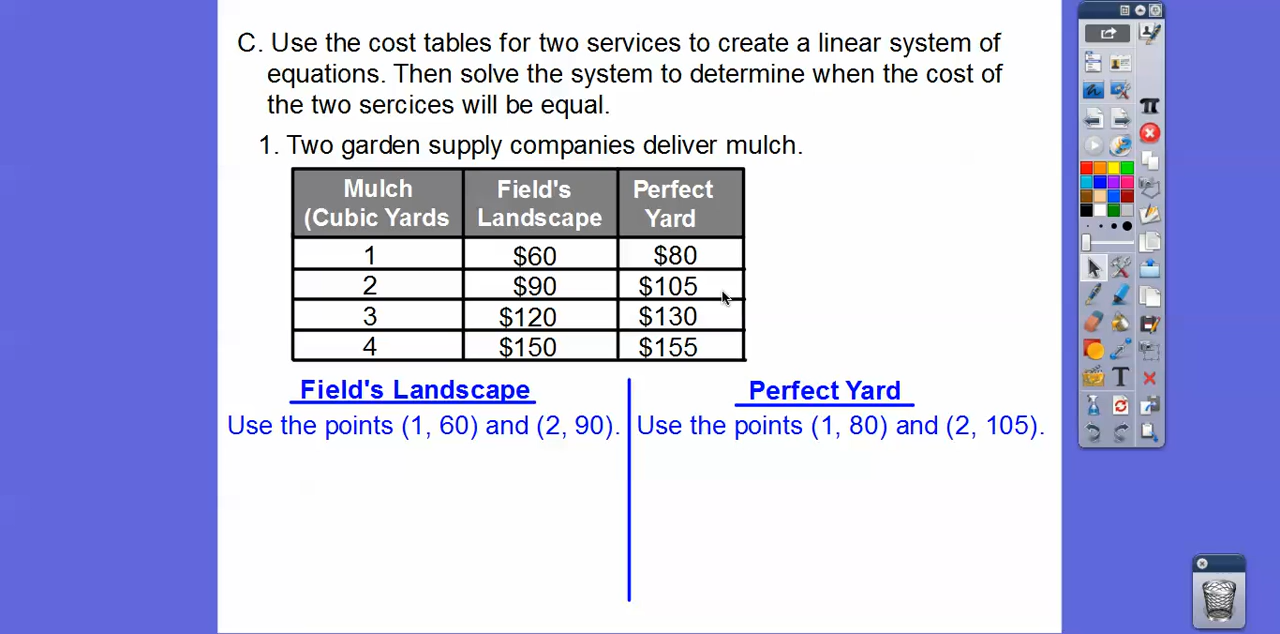 C. Use the cost tables for two services to create a linear system of
equations. Then solve the system to determine when the cost of
the two sercices will be equal.
1. Two garden supply companies deliver mulch.
Mulch Field's Perfect
(Cubic Yards Landscape Yard
1 $60 $80
2 $90 $105
3 $120 $130
4 $150 $155
Field's Landscape Perfect Yard
Use the points (1, 60) and (2, 90). Use the points (1, 80) and (2, 105).